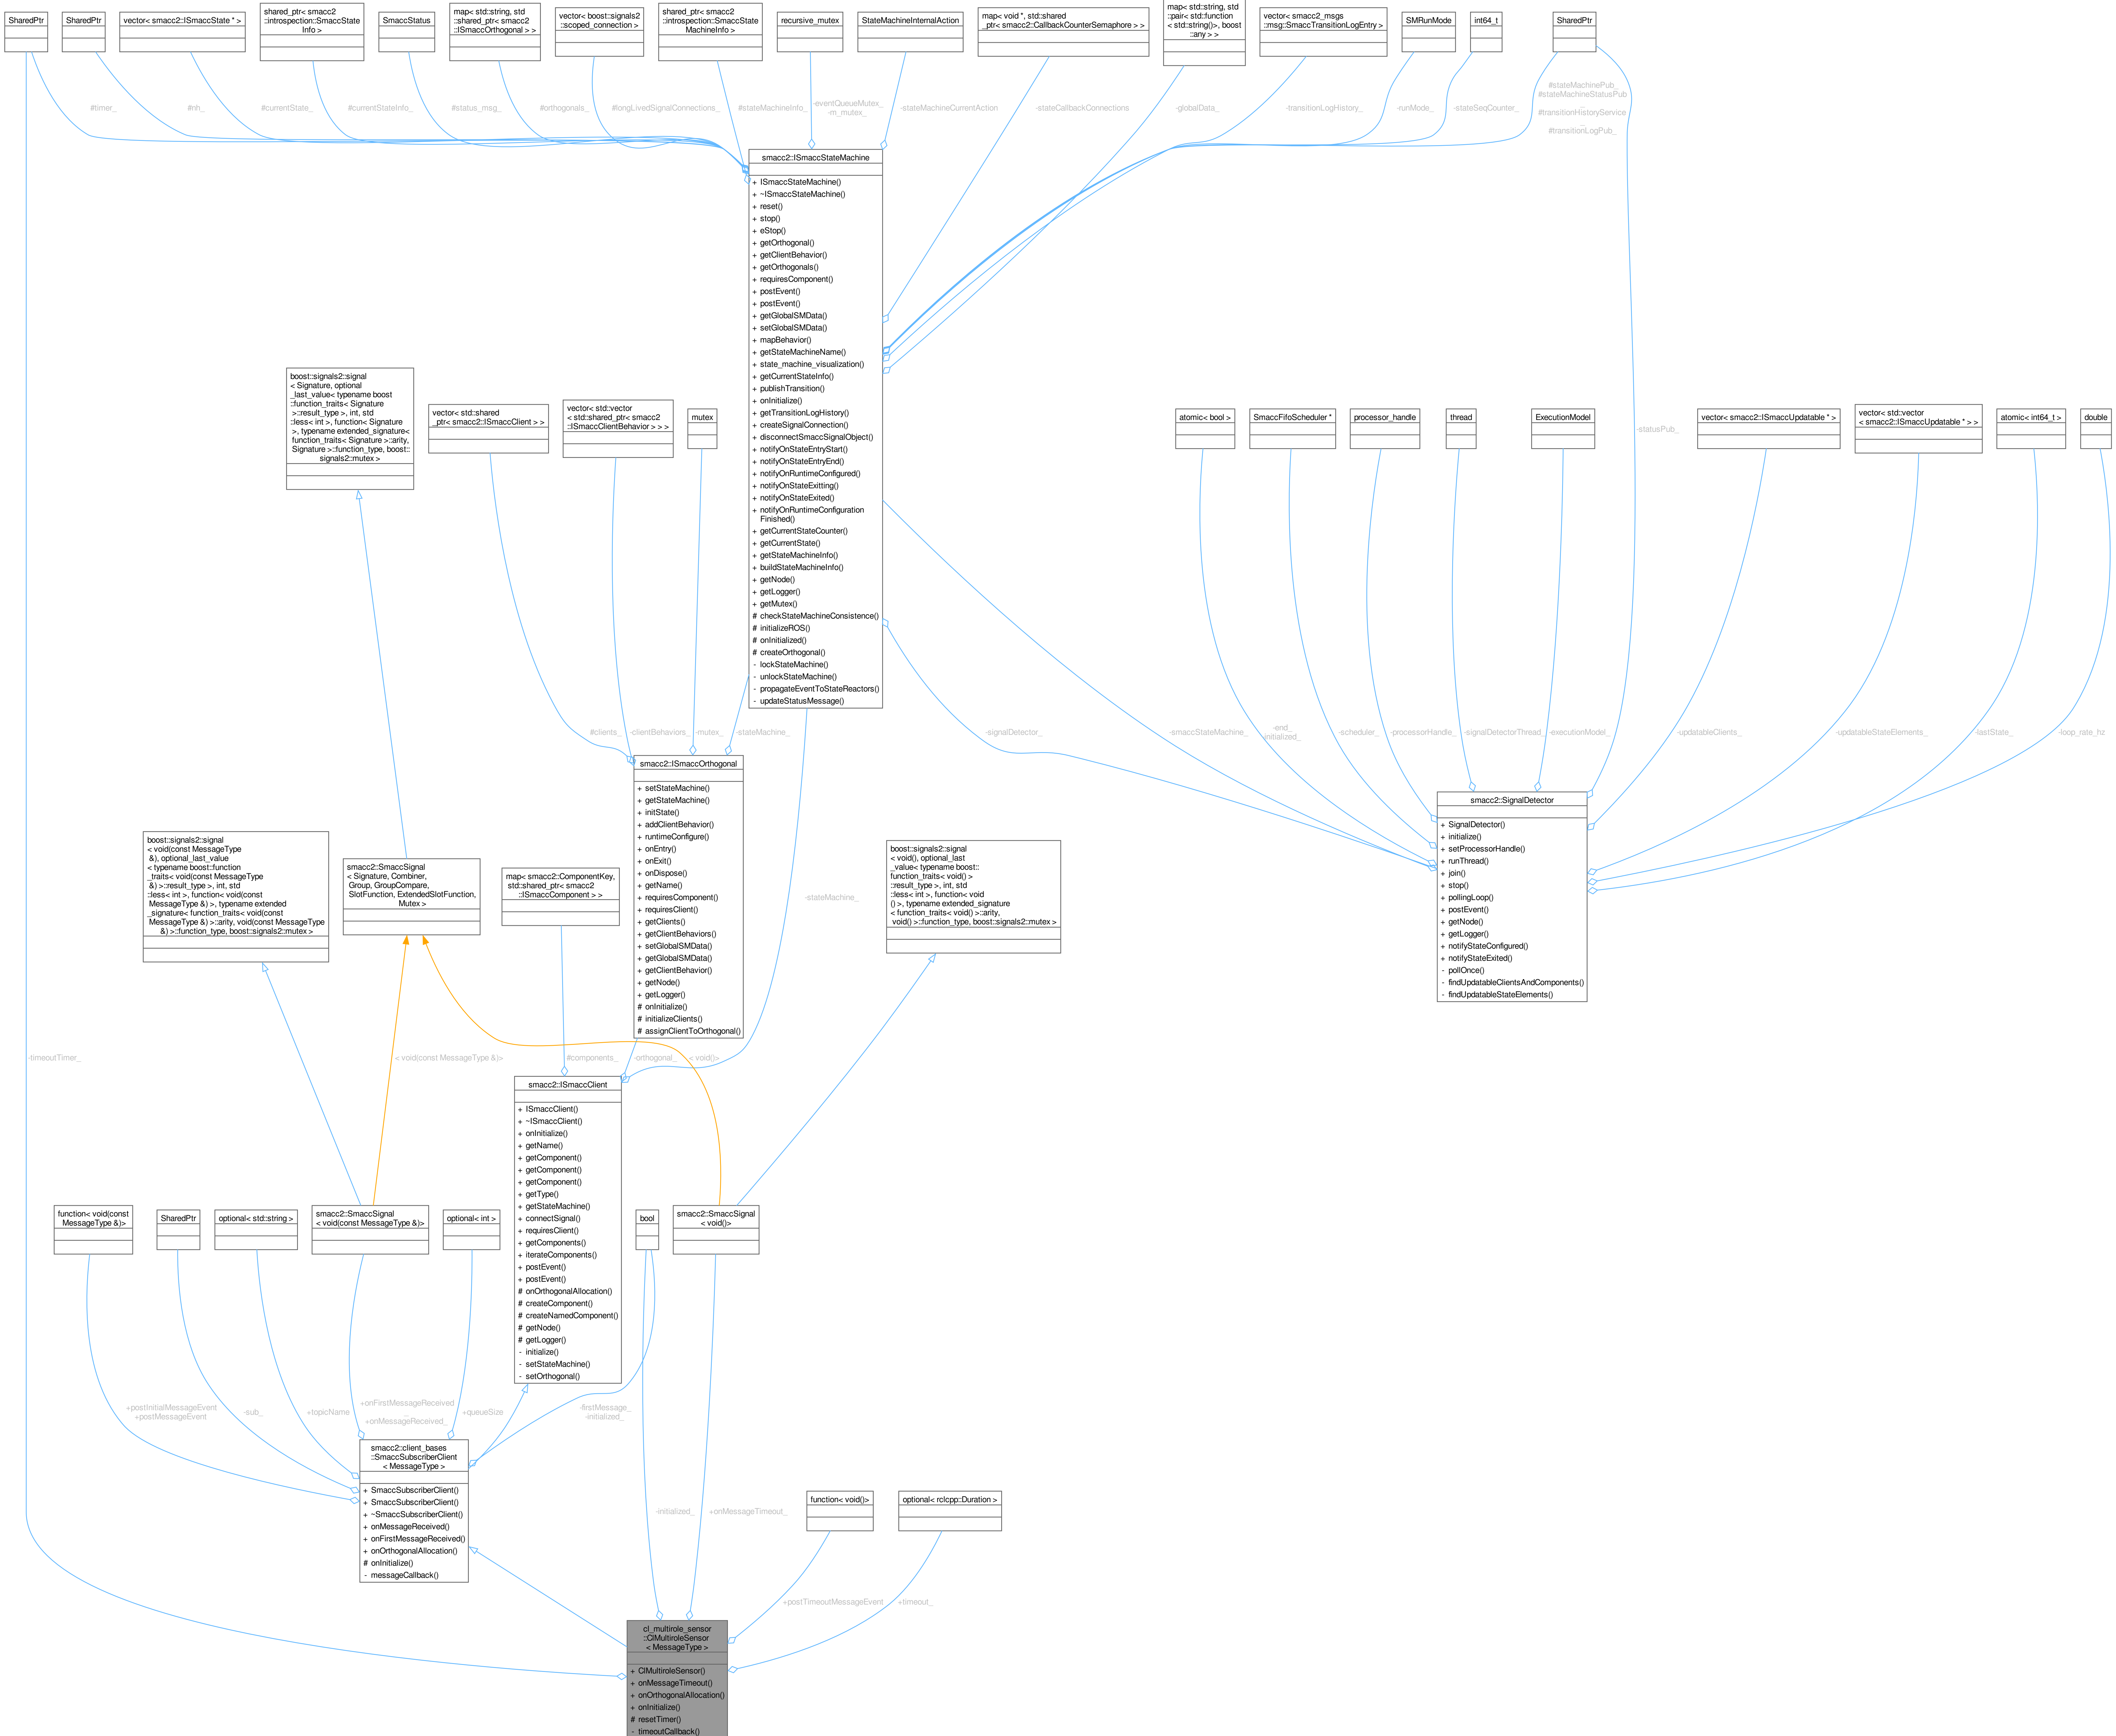 SharedPtr
SharedPtr
vector< smacc2::ISmaccState * >
shared_ptr< smacc2
::introspection::SmaccState
Info >
SmaccStatus
map< std::string, std
::shared_ptr< smacc2
::ISmaccOrthogonal > >
vector< boost::signals2
::scoped_connection >
shared_ptr< smacc2
::introspection::SmaccState
MachineInfo >
recursive_mutex
StateMachineInternalAction
map< void *, std::shared
_ptr< smacc2::CallbackCounterSemaphore > >
map< std::string, std
::pair< std::function
< std::string()>, boost
::any > >
vector< smacc2_msgs
::msg::SmaccTransitionLogEntry >
SMRunMode
int64_t
SharedPtr
#timer_
#nh_
#currentState_
#currentStateInfo_
#status_msg_
#orthogonals_
#longLivedSignalConnections_
#stateMachineInfo_
-eventQueueMutex_
-m_mutex_
-stateMachineCurrentAction
-stateCallbackConnections
-globalData_
-transitionLogHistory_
-runMode_
-stateSeqCounter_
#stateMachinePub_
#stateMachineStatusPub
_
#transitionHistoryService
_
#transitionLogPub_
smacc2::ISmaccStateMachine
+ ISmaccStateMachine()
+ ~ISmaccStateMachine()
+ reset()
+ stop()
+ eStop()
+ getOrthogonal()
+ getClientBehavior()
+ getOrthogonals()
+ requiresComponent()
+ postEvent()
+ postEvent()
+ getGlobalSMData()
+ setGlobalSMData()
+ mapBehavior()
+ getStateMachineName()
+ state_machine_visualization()
+ getCurrentStateInfo()
+ publishTransition()
+ onInitialize()
+ getTransitionLogHistory()
+ createSignalConnection()
+ disconnectSmaccSignalObject()
+ notifyOnStateEntryStart()
+ notifyOnStateEntryEnd()
+ notifyOnRuntimeConfigured()
+ notifyOnStateExitting()
+ notifyOnStateExited()
+ notifyOnRuntimeConfiguration
Finished()
+ getCurrentStateCounter()
+ getCurrentState()
+ getStateMachineInfo()
+ buildStateMachineInfo()
+ getNode()
+ getLogger()
+ getMutex()
# checkStateMachineConsistence()
# initializeROS()
# onInitialized()
# createOrthogonal()
- lockStateMachine()
- unlockStateMachine()
- propagateEventToStateReactors()
- updateStatusMessage()
boost::signals2::signal
< Signature, optional
_last_value< typename boost
::function_traits< Signature
>::result_type >, int, std
::less< int >, function< Signature
>, typename extended_signature<
function_traits< Signature >::arity,
Signature >::function_type, boost::
signals2::mutex >
vector< std::shared
_ptr< smacc2::ISmaccClient > >
vector< std::vector
< std::shared_ptr< smacc2
::ISmaccClientBehavior > > >
mutex
atomic< bool >
SmaccFifoScheduler *
processor_handle
thread
ExecutionModel
-statusPub_
vector< smacc2::ISmaccUpdatable * >
vector< std::vector
< smacc2::ISmaccUpdatable * > >
atomic< int64_t >
double
#clients_
-clientBehaviors_
-mutex_
-stateMachine_
-signalDetector_
-smaccStateMachine_
-end_
-initialized_
-scheduler_
-processorHandle_
-signalDetectorThread_
-executionModel_
-updatableClients_
-updatableStateElements_
-lastState_
-loop_rate_hz
smacc2::ISmaccOrthogonal
+ setStateMachine()
+ getStateMachine()
+ initState()
+ addClientBehavior()
+ runtimeConfigure()
+ onEntry()
+ onExit()
+ onDispose()
+ getName()
+ requiresComponent()
+ requiresClient()
+ getClients()
+ getClientBehaviors()
+ setGlobalSMData()
+ getGlobalSMData()
+ getClientBehavior()
+ getNode()
+ getLogger()
# onInitialize()
# initializeClients()
# assignClientToOrthogonal()
smacc2::SignalDetector
+ SignalDetector()
+ initialize()
+ setProcessorHandle()
+ runThread()
+ join()
+ stop()
+ pollingLoop()
+ postEvent()
+ getNode()
+ getLogger()
+ notifyStateConfigured()
+ notifyStateExited()
- pollOnce()
- findUpdatableClientsAndComponents()
- findUpdatableStateElements()
boost::signals2::signal
< void(const MessageType
&), optional_last_value
< typename boost::function
_traits< void(const MessageType
&) >::result_type >, int, std
::less< int >, function< void(const
MessageType &) >, typename extended
_signature< function_traits< void(const
MessageType &) >::arity, void(const MessageType
&) >::function_type, boost::signals2::mutex >
smacc2::SmaccSignal
< Signature, Combiner,
Group, GroupCompare,
SlotFunction, ExtendedSlotFunction,
Mutex >
map< smacc2::ComponentKey,
std::shared_ptr< smacc2
::ISmaccComponent > >
-stateMachine_
boost::signals2::signal
< void(), optional_last
_value< typename boost::
function_traits< void() >
::result_type >, int, std
::less< int >, function< void
() >, typename extended_signature
< function_traits< void() >::arity,
void() >::function_type, boost::signals2::mutex >
-timeoutTimer_
< void(const MessageType &)>
#components_
-orthogonal_
< void()>
smacc2::ISmaccClient
+ ISmaccClient()
+ ~ISmaccClient()
+ onInitialize()
+ getName()
+ getComponent()
+ getComponent()
+ getComponent()
+ getType()
+ getStateMachine()
+ connectSignal()
+ requiresClient()
+ getComponents()
+ iterateComponents()
+ postEvent()
+ postEvent()
# onOrthogonalAllocation()
# createComponent()
# createNamedComponent()
# getNode()
# getLogger()
- initialize()
- setStateMachine()
- setOrthogonal()
function< void(const
MessageType &)>
SharedPtr
optional< std::string >
smacc2::SmaccSignal
< void(const MessageType &)>
optional< int >
bool
smacc2::SmaccSignal
< void()>
+postInitialMessageEvent
+postMessageEvent
-sub_
+topicName
+onFirstMessageReceived
_
+onMessageReceived_
+queueSize
-firstMessage_
-initialized_
smacc2::client_bases
::SmaccSubscriberClient
< MessageType >
+ SmaccSubscriberClient()
+ SmaccSubscriberClient()
+ ~SmaccSubscriberClient()
+ onMessageReceived()
+ onFirstMessageReceived()
+ onOrthogonalAllocation()
# onInitialize()
- messageCallback()
-initialized_
+onMessageTimeout_
function< void()>
optional< rclcpp::Duration >
+postTimeoutMessageEvent
+timeout_
cl_multirole_sensor
::ClMultiroleSensor
< MessageType >
+ ClMultiroleSensor()
+ onMessageTimeout()
+ onOrthogonalAllocation()
+ onInitialize()
# resetTimer()
- timeoutCallback()